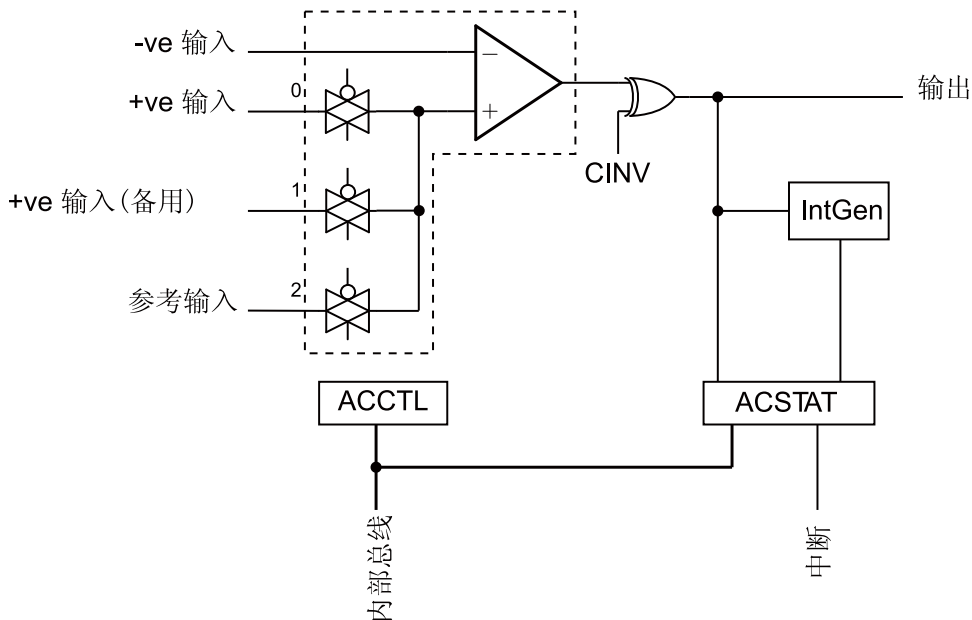 -ve 输入
0
+ve 输入
1
+ve 输入(备用)
2
参考输入
−
+
CINV
输出
IntGen
ACCTL
ACSTAT
内部总线
中断